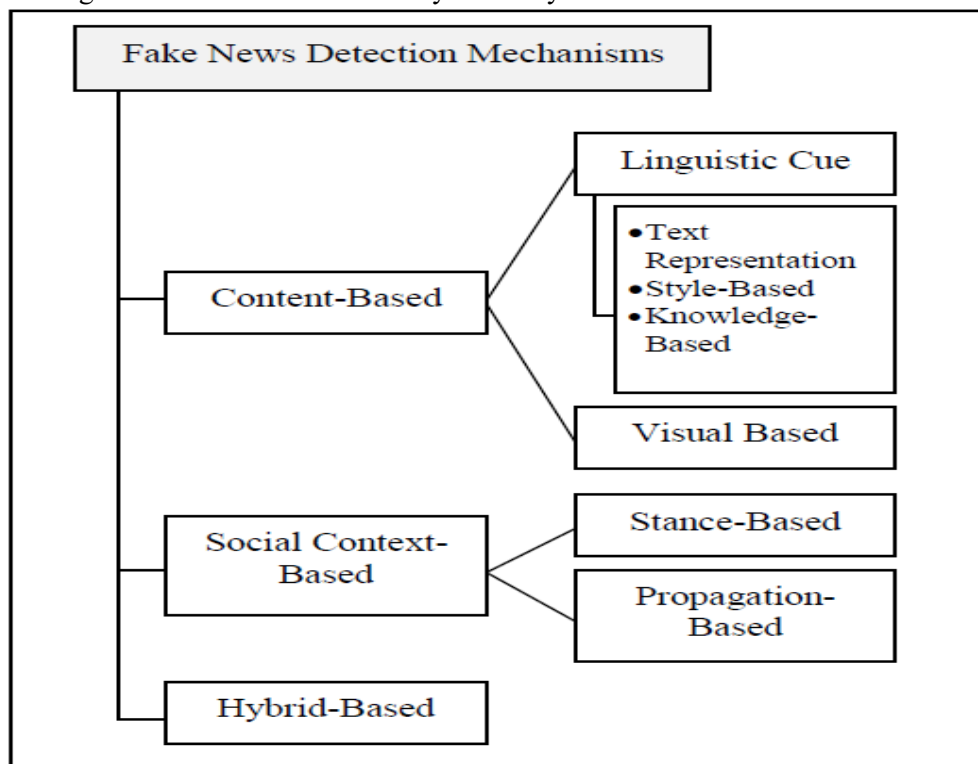 Fake News Detection Mechanisms
Linguistic Cue
•Text
Representation
•Style-Based
•Knowledge-
Based
Content-Based
Visual Based
Stance-Based
Social Context-
Based
Propagation-
Based
Hybrid-Based